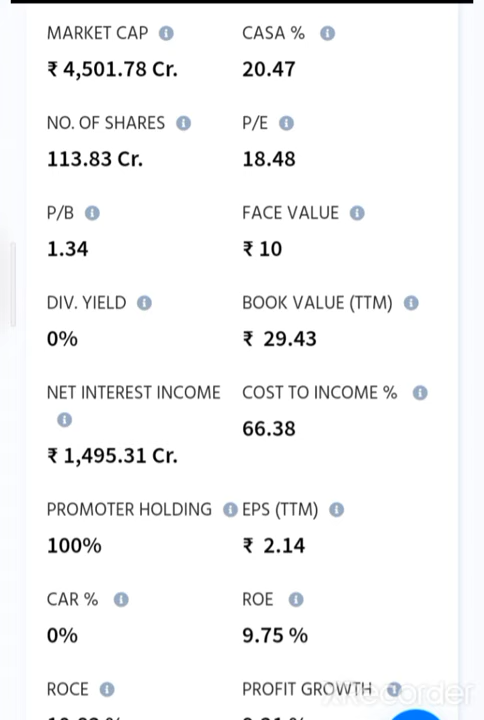 MARKET CAP CASA %
₹ 4,501.78 Cr. 20.47
NO. OF SHARES P/E
113.83 Cr. 18.48
P/B FACE VALUE
1.34 ₹ 10
DIV. YIELD BOOK VALUE (TTM)
0% ₹ 29.43
NET INTEREST INCOME COST TO INCOME %
66.38
₹ 1,495.31 Cr.
PROMOTER HOLDING EPS (TTM)
100% ₹ 2.14
CAR % ROE
0% 9.75 %
ROCE PROFIT GROWTH
XRecorder